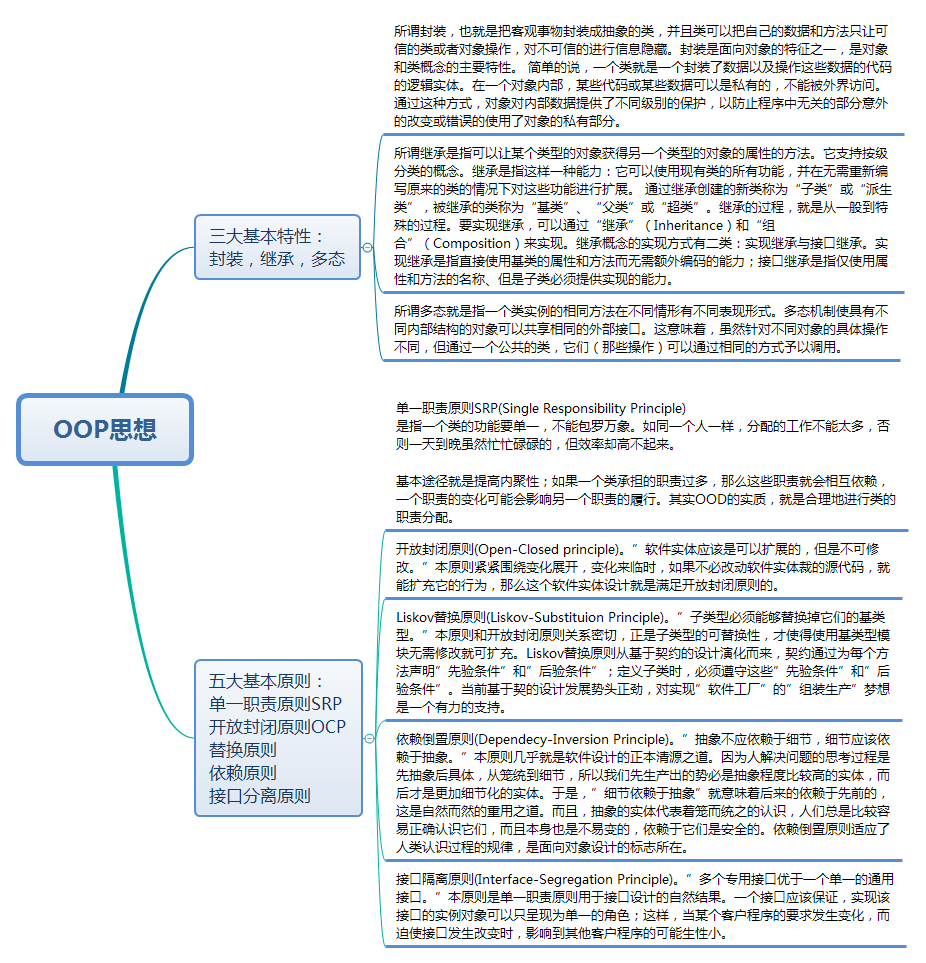 OOP思想
三大基本特性：
封装，继承，多态
所谓封装，也就是把客观事物封装成抽象的类，并且类可以把自己的数据和方法只让可
信的类或者对象操作，对不可信的进行信息隐藏。封装是面向对象的特征之一，是对象
和类概念的主要特性。 简单的说，一个类就是一个封装了数据以及操作这些数据的代码
的逻辑实体。在一个对象内部，某些代码或某些数据可以是私有的，不能被外界访问。
通过这种方式，对象对内部数据提供了不同级别的保护，以防止程序中无关的部分意外
的改变或错误的使用了对象的私有部分。
所谓继承是指可以让某个类型的对象获得另一个类型的对象的属性的方法。它支持按级
分类的概念。继承是指这样一种能力：它可以使用现有类的所有功能，并在无需重新编
写原来的类的情况下对这些功能进行扩展。 通过继承创建的新类称为“子类”或“派生
类”，被继承的类称为“基类”、“父类”或“超类”。继承的过程，就是从一般到特
殊的过程。要实现继承，可以通过“继承”（Inheritance）和“组
合”（Composition）来实现。继承概念的实现方式有二类：实现继承与接口继承。实
现继承是指直接使用基类的属性和方法而无需额外编码的能力；接口继承是指仅使用属
性和方法的名称、但是子类必须提供实现的能力。
所谓多态就是指一个类实例的相同方法在不同情形有不同表现形式。多态机制使具有不
同内部结构的对象可以共享相同的外部接口。这意味着，虽然针对不同对象的具体操作
不同，但通过一个公共的类，它们（那些操作）可以通过相同的方式予以调用。
五大基本原则：
单一职责原则SRP
开放封闭原则OCP
替换原则
依赖原则
接口分离原则
单一职责原则SRP(Single Responsibility Principle)
是指一个类的功能要单一，不能包罗万象。如同一个人一样，分配的工作不能太多，否
则一天到晚虽然忙忙碌碌的，但效率却高不起来。
基本途径就是提高内聚性；如果一个类承担的职责过多，那么这些职责就会相互依赖，
一个职责的变化可能会影响另一个职责的履行。其实OOD的实质，就是合理地进行类的
职责分配。
开放封闭原则(Open-Closed principle)。”软件实体应该是可以扩展的，但是不可修
改。”本原则紧紧围绕变化展开，变化来临时，如果不必改动软件实体裁的源代码，就
能扩充它的行为，那么这个软件实体设计就是满足开放封闭原则的。
Liskov替换原则(Liskov-Substituion Principle)。”子类型必须能够替换掉它们的基类
型。”本原则和开放封闭原则关系密切，正是子类型的可替换性，才使得使用基类型模
块无需修改就可扩充。Liskov替换原则从基于契约的设计演化而来，契约通过为每个方
法声明”先验条件”和”后验条件”；定义子类时，必须遵守这些”先验条件”和”后
验条件”。当前基于契的设计发展势头正劲，对实现”软件工厂”的”组装生产”梦想
是一个有力的支持。
依赖倒置原则(Dependecy-Inversion Principle)。”抽象不应依赖于细节，细节应该依
赖于抽象。”本原则几乎就是软件设计的正本清源之道。因为人解决问题的思考过程是
先抽象后具体，从笼统到细节，所以我们先生产出的势必是抽象程度比较高的实体，而
后才是更加细节化的实体。于是，”细节依赖于抽象”就意味着后来的依赖于先前的，
这是自然而然的重用之道。而且，抽象的实体代表着笼而统之的认识，人们总是比较容
易正确认识它们，而且本身也是不易变的，依赖于它们是安全的。依赖倒置原则适应了
人类认识过程的规律，是面向对象设计的标志所在。
接口隔离原则(Interface-Segregation Principle)。”多个专用接口优于一个单一的通用
接口。”本原则是单一职责原则用于接口设计的自然结果。一个接口应该保证，实现该
接口的实例对象可以只呈现为单一的角色；这样，当某个客户程序的要求发生变化，而
迫使接口发生改变时，影响到其他客户程序的可能生性小。